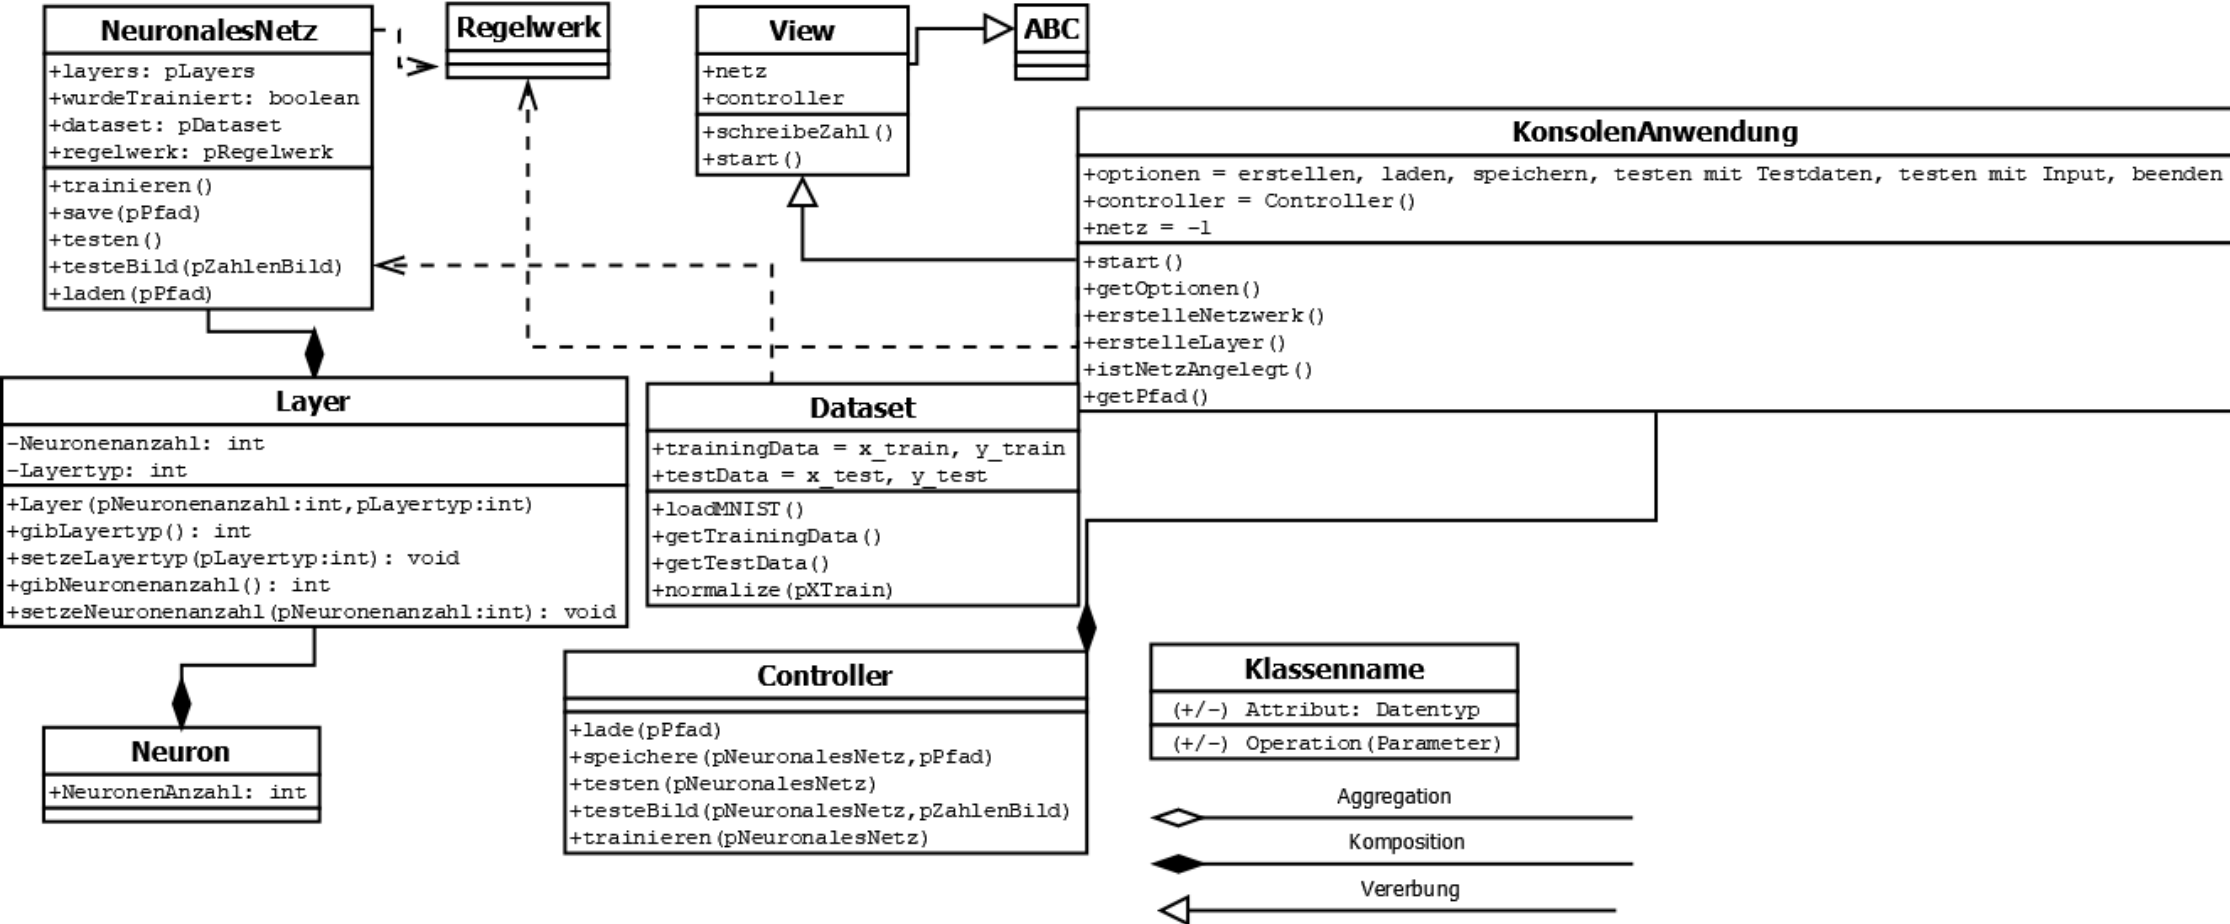 NeuronalesNetz
+layers: pLayers
+wurdeTrainiert: boolean
+dataset: pDataset
+regelwerk: pRegelwerk
+trainieren()
+save(pPfad)
+testen()
+testeBild(pZahlenBild)
+laden(pPfad)
Regelwerk
View
+netz
+controller
+schreibeZahl()
+start()
ABC
KonsolenAnwendung
+optionen = erstellen, laden, speichern, testen mit Testdaten, testen mit Input, beenden
+controller = Controller()
+netz = -1
+start()
+getOptionen()
+erstelleNetzwerk()
+erstelleLayer()
+istNetzAngelegt()
+getPfad()
Layer
-Neuronenanzahl: int
-Layertyp: int
+Layer(pNeuronenanzahl:int,pLayertyp:int)
+gibLayertyp(): int
+setzeLayertyp(pLayertyp:int): void
+gibNeuronenanzahl(): int
+setzeNeuronenanzahl(pNeuronenanzahl:int): void
Dataset
+trainingData = x_train, y_train
+testData = x_test, y_test
+loadMNIST()
+getTrainingData()
+getTestData()
+normalize(pXTrain)
Neuron
+NeuronenAnzahl: int
Controller
+lade(pPfad)
+speichere(pNeuronalesNetz,pPfad)
+testen(pNeuronalesNetz)
+testeBild(pNeuronalesNetz,pZahlenBild)
+trainieren(pNeuronalesNetz)
Klassenname
(+/-) Attribut: Datentyp
(+/-) Operation(Parameter)
Aggregation
Komposition
Vererbung